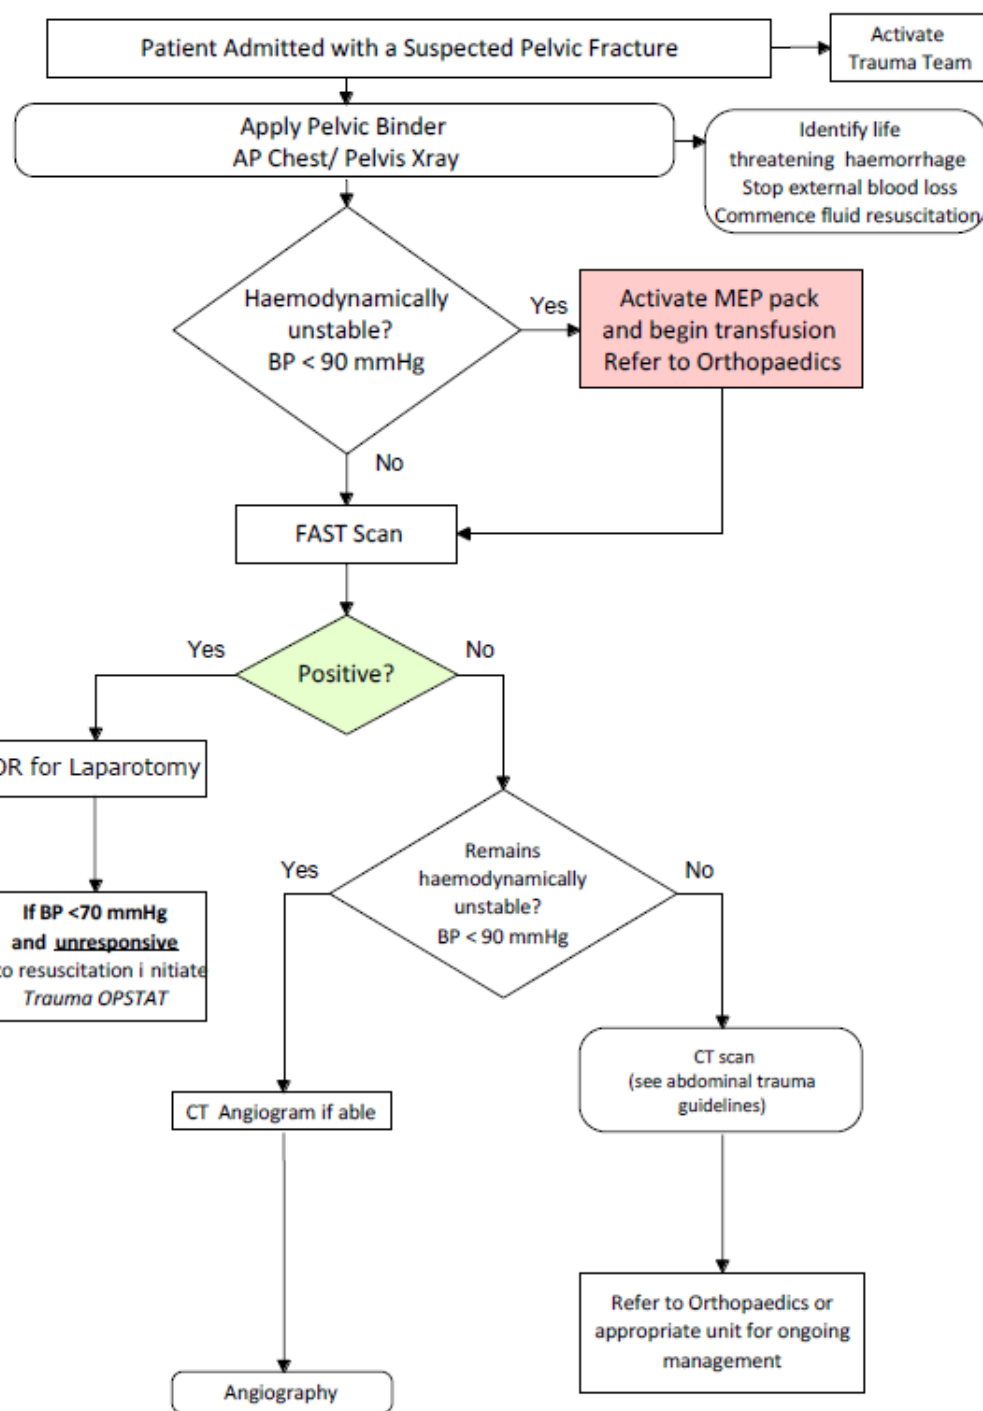 Patient Admitted with a Suspected Pelvic Fracture
Activate
Trauma Team
Apply Pelvic Binder
AP Chest/ Pelvis Xray
Identify life
threatening haemorrhage
Stop external blood loss
Commence fluid resuscitation
Haemodynamically
unstable?
BP < 90 mmHg
Yes
Activate MEP pack
and begin transfusion
Refer to Orthopaedics
No
FAST Scan
Positive?
Yes
No
OR for Laparotomy
If BP <70 mmHg
and unresponsive
to resuscitation i nitiate
Trauma OPSTAT
Remains
haemodynamically
unstable?
BP < 90 mmHg
Yes
No
CT Angiogram if able
CT scan
(see abdominal trauma
guidelines)
Angiography
Refer to Orthopaedics or
appropriate unit for ongoing
management